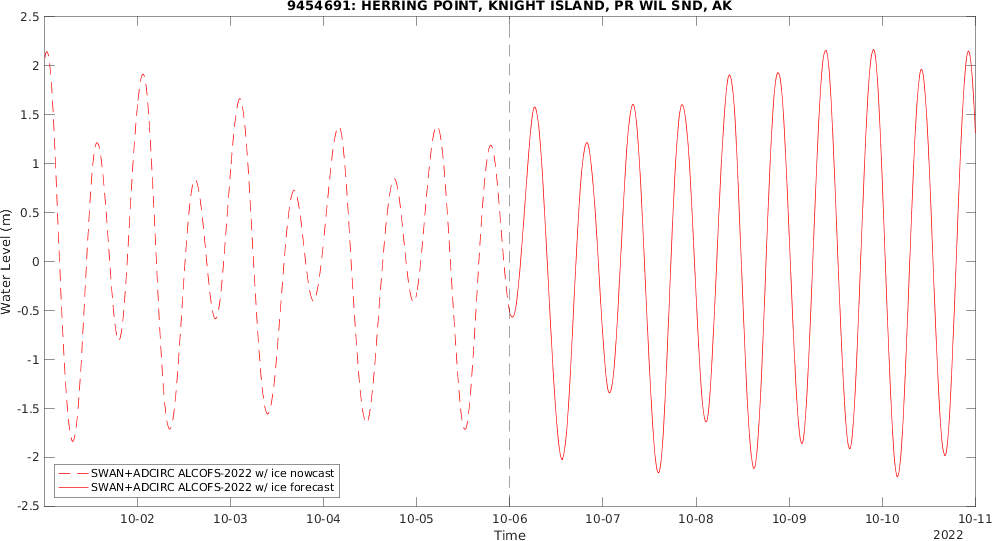 9454691: HERRING POINT, KNIGHT ISLAND, PR WIL SND, AK
2.5
2
1.5
1
0.5
0
-0.5
-1
-1.5
-2
-2.5
Water Level (m)
SWAN+ADCIRC ALCOFS-2022 w/ ice nowcast
SWAN+ADCIRC ALCOFS-2022 w/ ice forecast
10-02 10-03 10-04 10-05 10-06 10-07 10-08 10-09 10-10 10-11
Time
2022